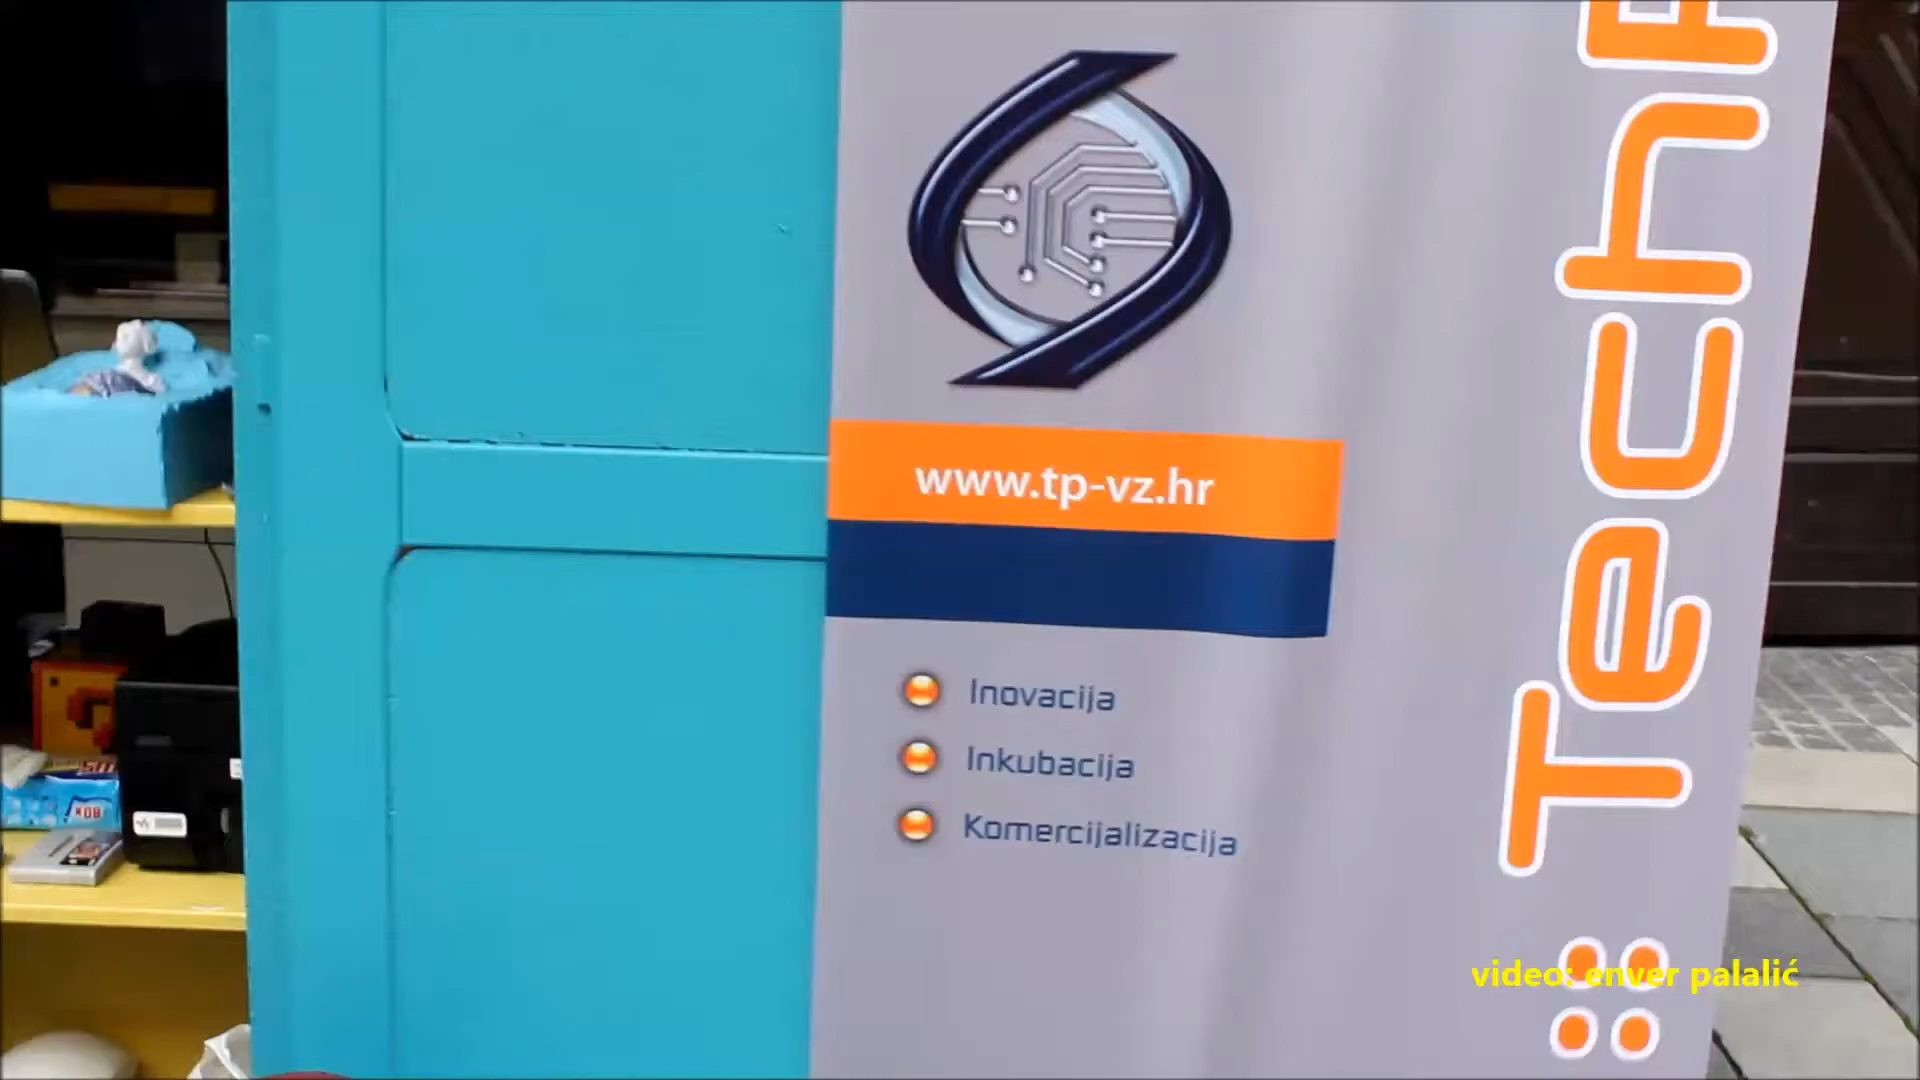 www.tp-vz.hr
Inovacija
Inkubacija
Komercijalizacija
Tech
video: enver palalić